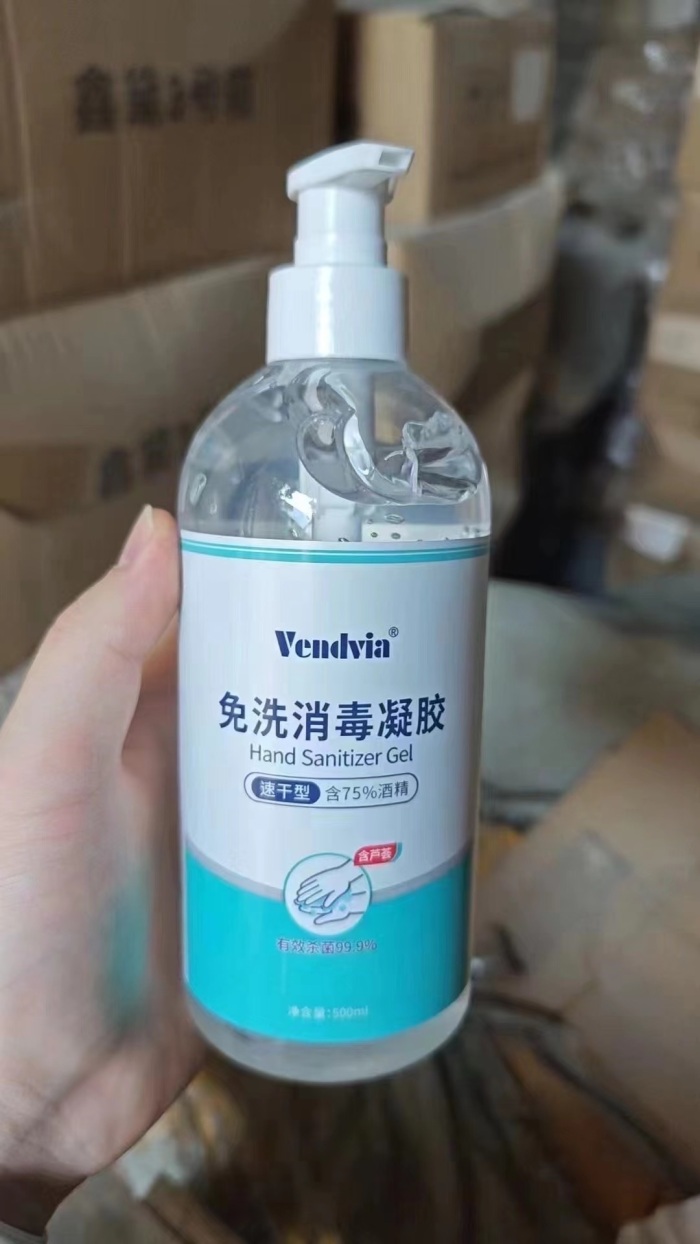 Vendvia®
免洗消毒凝胶
Hand Sanitizer Gel
速干型 含75%酒精
含芦荟
有效杀菌99.9%
净含量:500ml